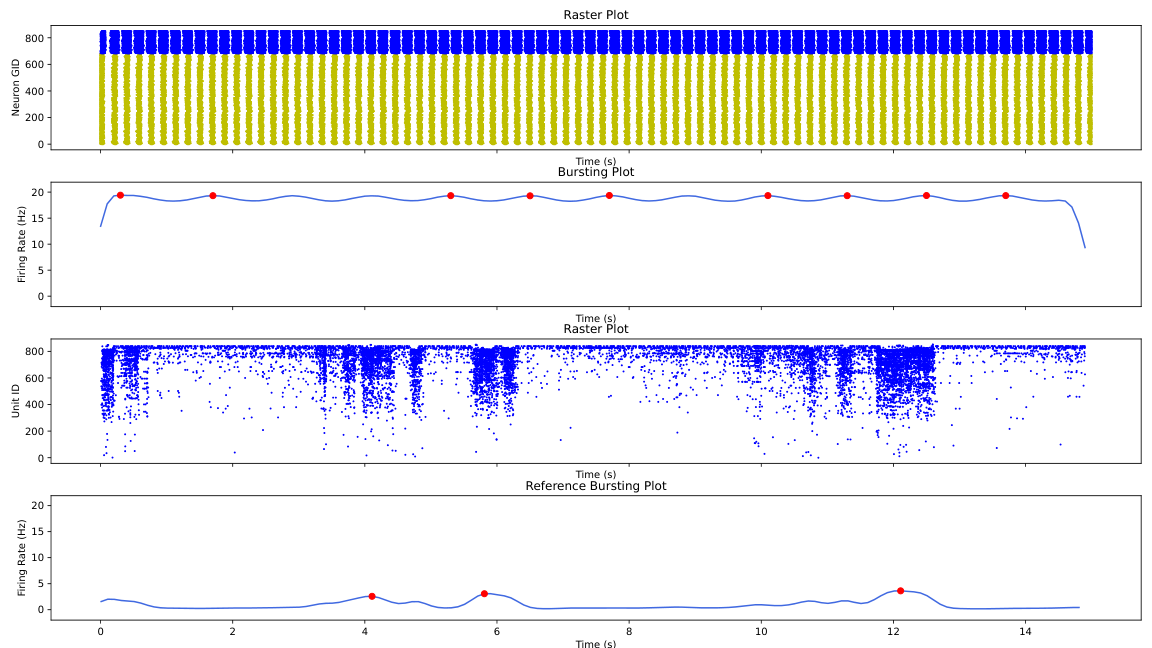 Raster Plot
Neuron GID
800
600
400
200
0
Time (s)
Bursting Plot
Firing Rate (Hz)
20
15
10
5
0
Time (s)
Raster Plot
Unit ID
800
600
400
200
0
Time (s)
Reference Bursting Plot
Firing Rate (Hz)
20
15
10
5
0
0 2 4 6 8 10 12 14
Time (s)